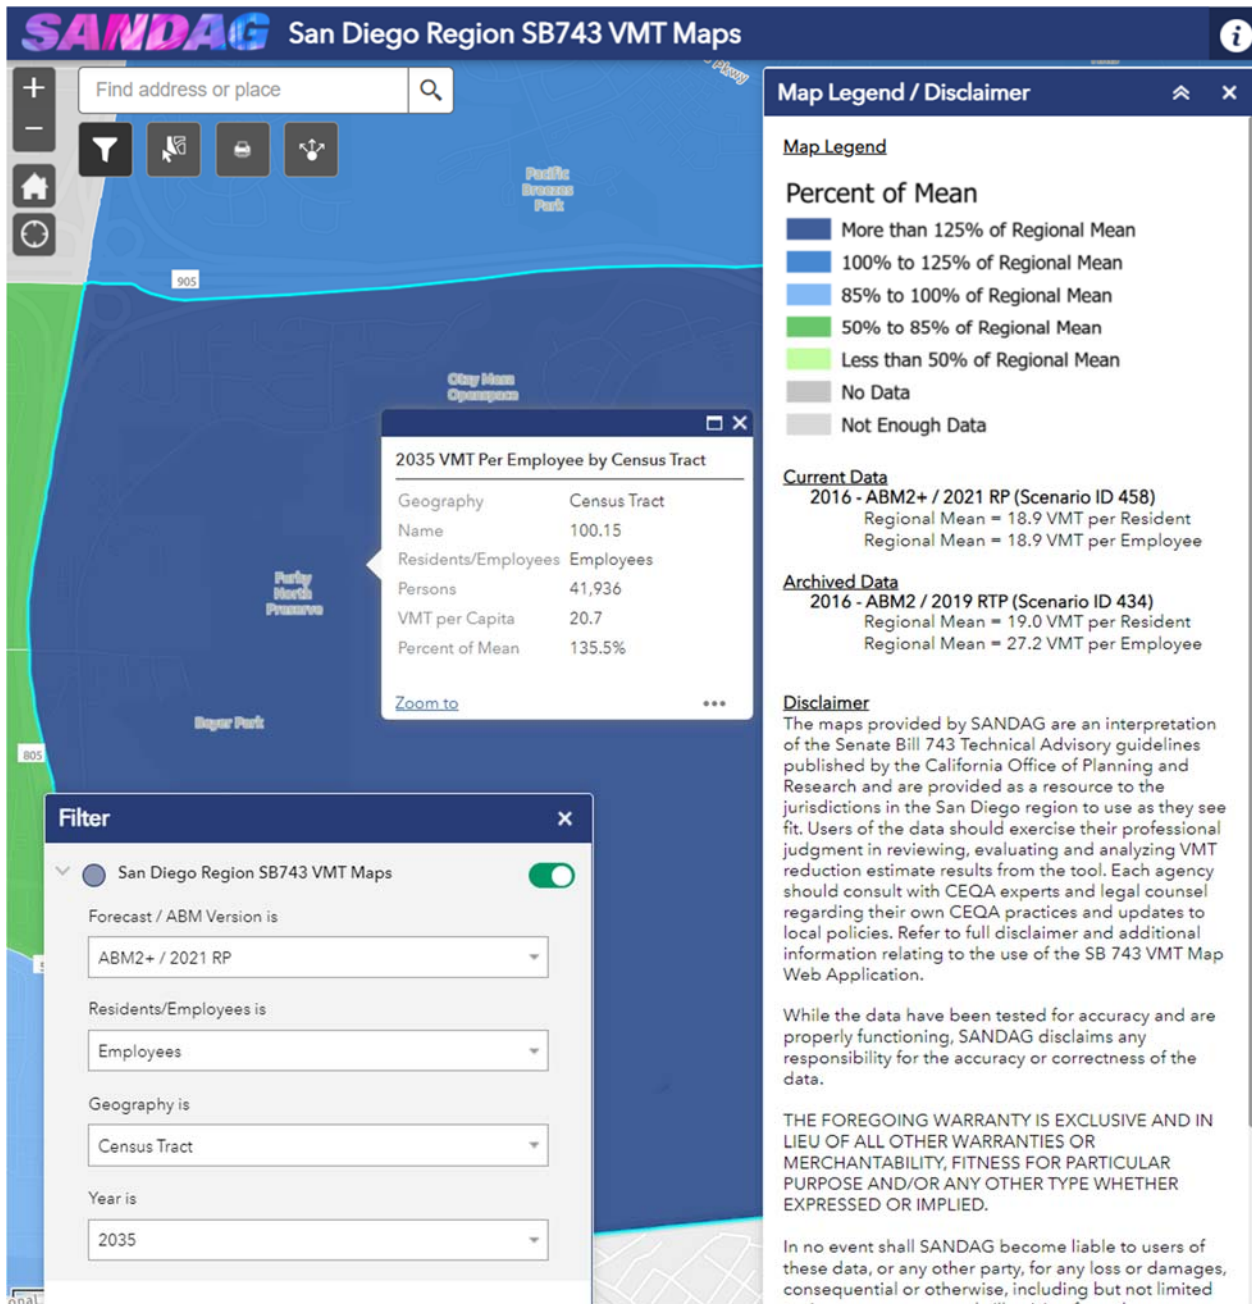 SANDAG San Diego Region SB743 VMT Maps
Find address or place
Pkwy
Pacific
Breezes
Park
905
Otay Mesa
Openspace
Furby
North
Preserve
Beyer Park
805
2035 VMT Per Employee by Census Tract
Geography Census Tract
Name 100.15
Residents/Employees Employees
Persons 41,936
VMT per Capita 20.7
Percent of Mean 135.5%
Zoom to
Filter
San Diego Region SB743 VMT Maps
Forecast / ABM Version is
ABM2+ / 2021 RP
Residents/Employees is
Employees
Geography is
Census Tract
Year is
2035
Map Legend / Disclaimer
Map Legend
Percent of Mean
More than 125% of Regional Mean
100% to 125% of Regional Mean
85% to 100% of Regional Mean
50% to 85% of Regional Mean
Less than 50% of Regional Mean
No Data
Not Enough Data
Current Data
2016 - ABM2+ / 2021 RP (Scenario ID 458)
Regional Mean = 18.9 VMT per Resident
Regional Mean = 18.9 VMT per Employee
Archived Data
2016 - ABM2 / 2019 RTP (Scenario ID 434)
Regional Mean = 19.0 VMT per Resident
Regional Mean = 27.2 VMT per Employee
Disclaimer
The maps provided by SANDAG are an interpretation
of the Senate Bill 743 Technical Advisory guidelines
published by the California Office of Planning and
Research and are provided as a resource to the
jurisdictions in the San Diego region to use as they see
fit. Users of the data should exercise their professional
judgment in reviewing, evaluating and analyzing VMT
reduction estimate results from the tool. Each agency
should consult with CEQA experts and legal counsel
regarding their own CEQA practices and updates to
local policies. Refer to full disclaimer and additional
information relating to the use of the SB 743 VMT Map
Web Application.
While the data have been tested for accuracy and are
properly functioning, SANDAG disclaims any
responsibility for the accuracy or correctness of the
data.
THE FOREGOING WARRANTY IS EXCLUSIVE AND IN
LIEU OF ALL OTHER WARRANTIES OR
MERCHANTABILITY, FITNESS FOR PARTICULAR
PURPOSE AND/OR ANY OTHER TYPE WHETHER
EXPRESSED OR IMPLIED.
In no event shall SANDAG become liable to users of
these data, or any other party, for any loss or damages,
consequential or otherwise, including but not limited